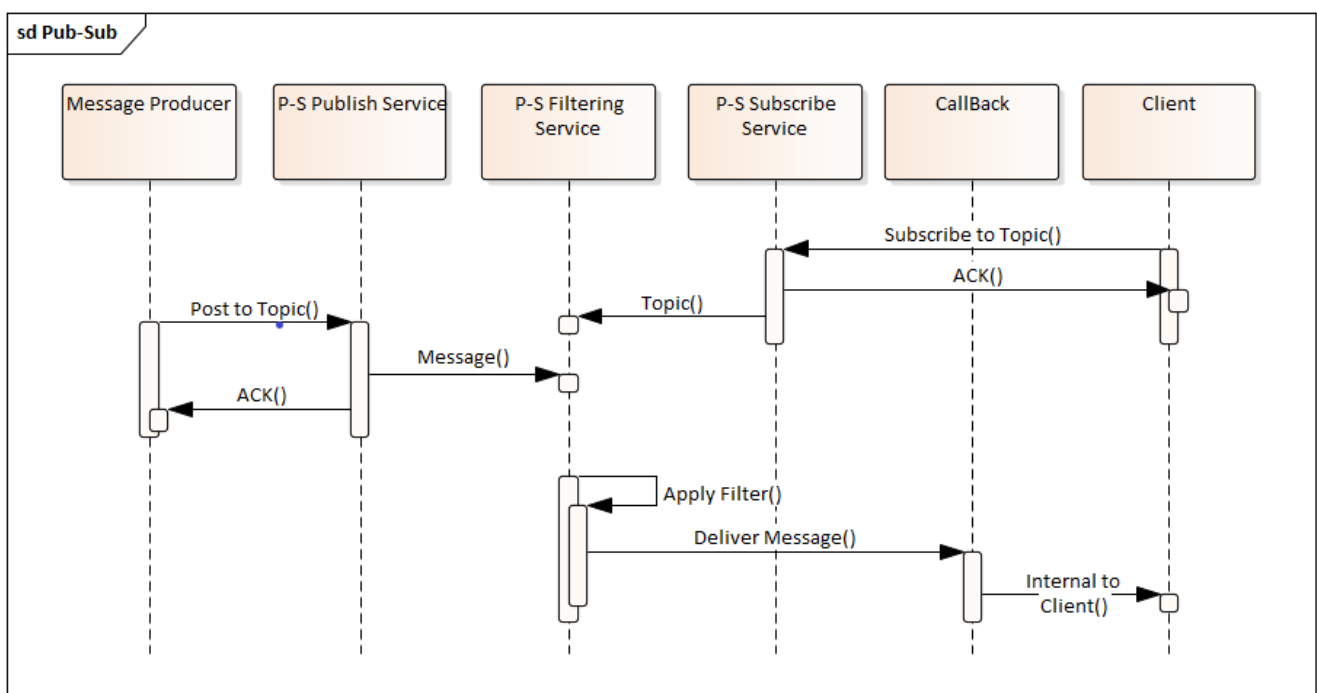 sd Pub-Sub
Message Producer
P-S Publish Service
P-S Filtering
Service
P-S Subscribe
Service
CallBack
Client
Subscribe to Topic()
ACK()
Topic()
Post to Topic()
Message()
ACK()
Apply Filter()
Deliver Message()
Internal to
Client()